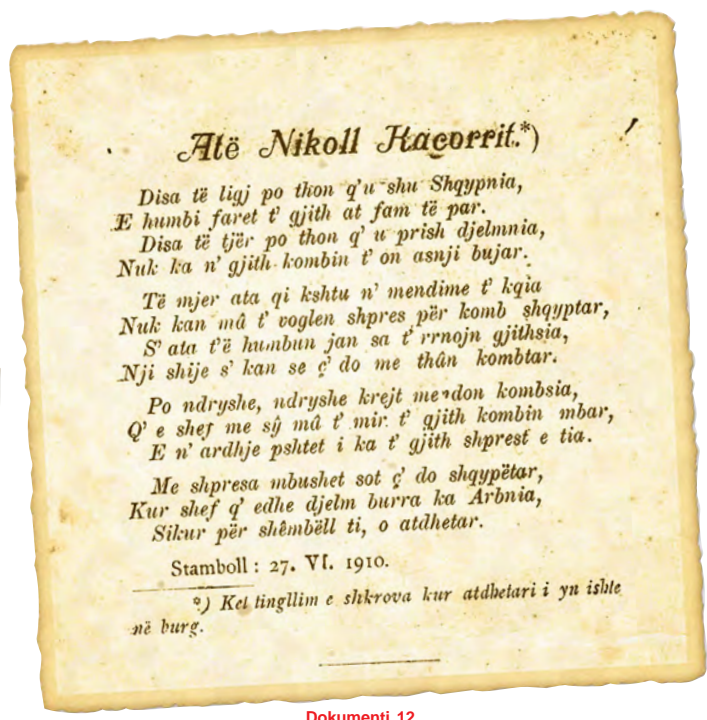 Atë Nikoll Kaçorrit.*)
Disa të ligj po thon q'u shu Shqypnia,
E humbi faret t' gjith at fam të par.
Disa të tjër po thon q' u prish djelmnia,
Nuk ka n' gjith kombin t' on asnji bujar.
Të mjer ata qi kshtu n' mendime t' kqia
Nuk kan mâ t' voglen shpres për komb shqyptar,
S' ata t'ë humbun jan sa t' rrnojn gjithsia,
Nji shije s' kan se ç' do me thân kombtar.
Po ndryshe, ndryshe krejt mendon kombsia,
Q' e shef me sŷ mâ t' mir t' gjith kombin mbar,
E n' ardhje pshtet i ka t' gjith shprest e tia.
Me shpresa mbushet sot ç' do shqypëtar,
Kur shef q' edhe djelm burra ka Arbnia,
Sikur për shêmbëll ti, o atdhetar.
Stamboll : 27. VI. 1910.
*) Ket tingllim e shkrova kur atdhetari i yn ishte
në burg.
Dokumenti 12